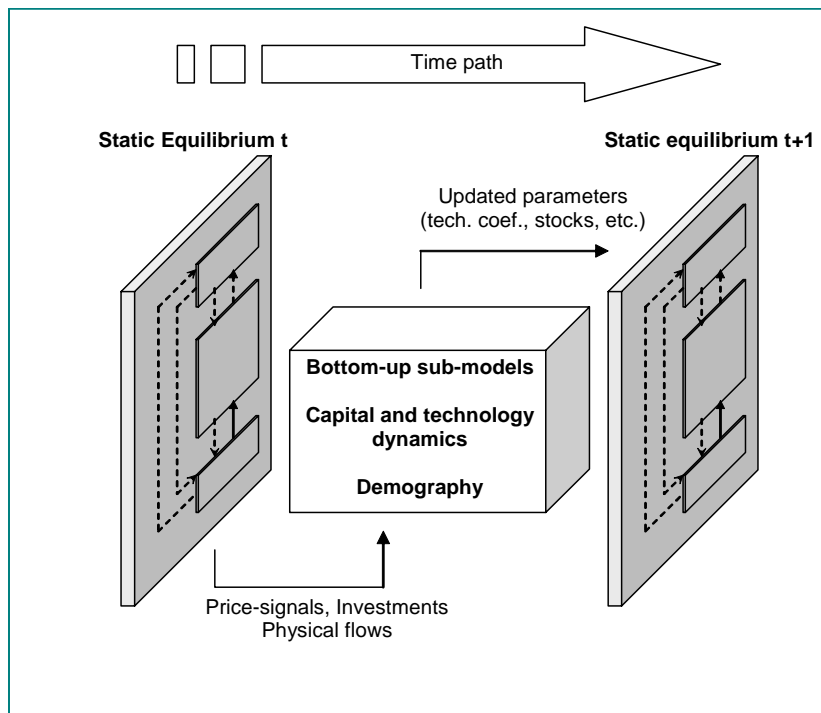 Time path
Static Equilibrium t
Static equilibrium t+1
Updated parameters
(tech. coef., stocks, etc.)
Bottom-up sub-models
Capital and technology
dynamics
Demography
Price-signals, Investments
Physical flows